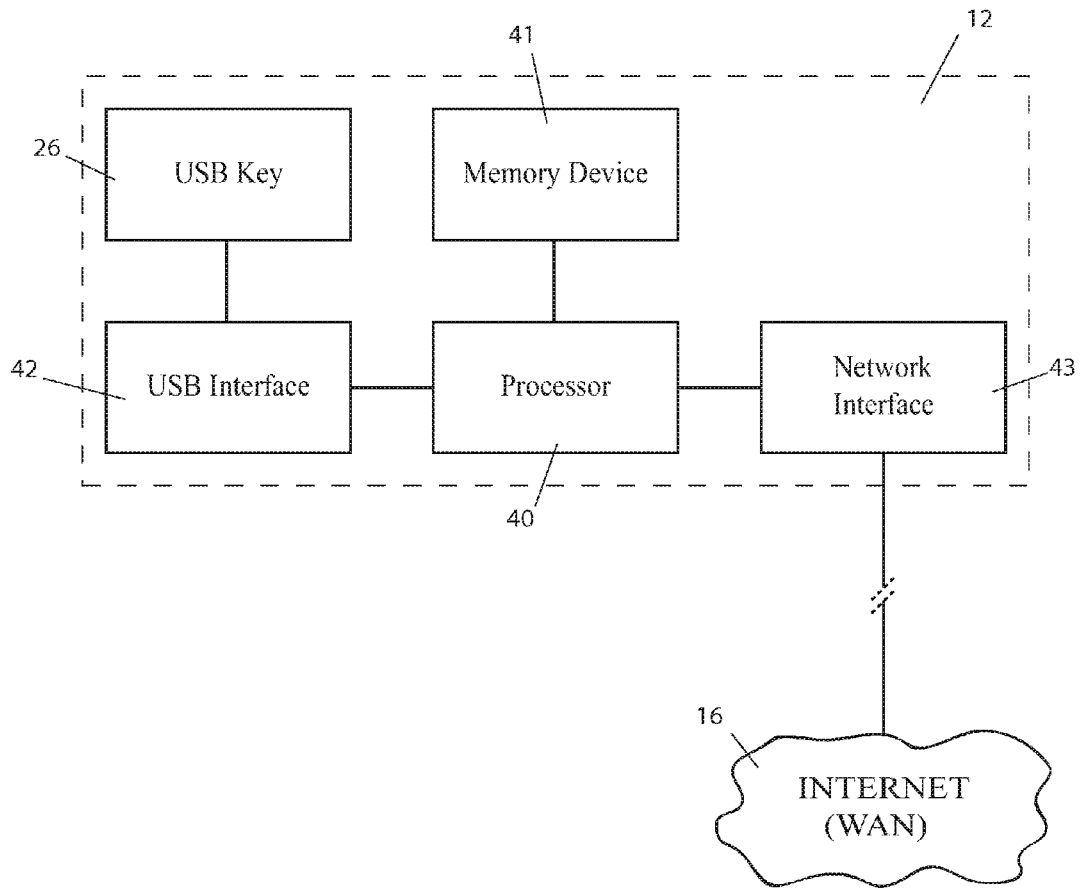 41
12
26
USB Key
Memory Device
42
USB Interface
Processor
Network
Interface
43
40
16
INTERNET
(WAN)